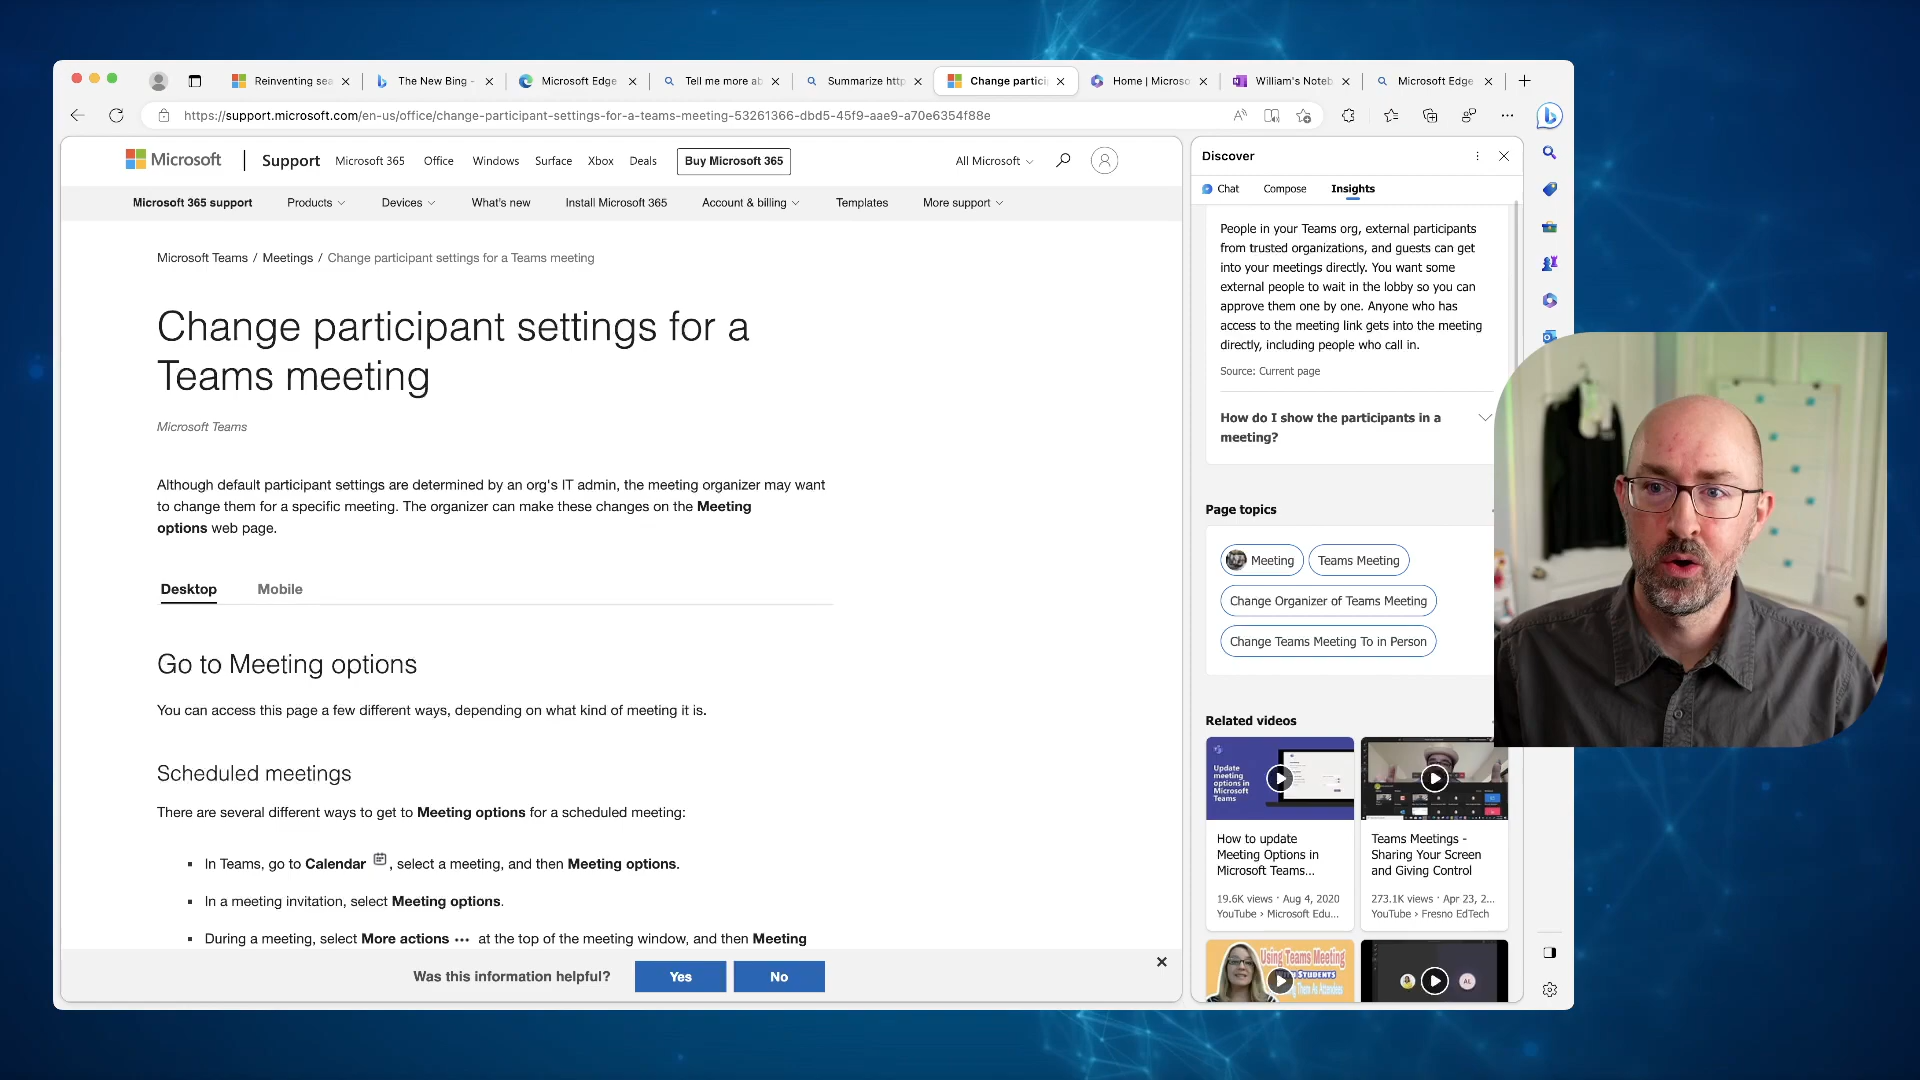 Reinventing sea
The New Bing -
Microsoft Edge
Tell me more ab
Summarize http
Change partici
Home | Microso
William's Noteb
Microsoft Edge
https://support.microsoft.com/en-us/office/change-participant-settings-for-a-teams-meeting-53261366-dbd5-45f9-aae9-a70e6354f88e
Microsoft
Support
Microsoft 365
Office
Windows
Surface
Xbox
Deals
Buy Microsoft 365
All Microsoft
Microsoft 365 support
Products
Devices
What's new
Install Microsoft 365
Account & billing
Templates
More support
Microsoft Teams / Meetings / Change participant settings for a Teams meeting
Change participant settings for a
Teams meeting
Microsoft Teams
Although default participant settings are determined by an org's IT admin, the meeting organizer may want
to change them for a specific meeting. The organizer can make these changes on the Meeting
options web page.
Desktop
Mobile
Go to Meeting options
You can access this page a few different ways, depending on what kind of meeting it is.
Scheduled meetings
There are several different ways to get to Meeting options for a scheduled meeting:
In Teams, go to Calendar , select a meeting, and then Meeting options.
In a meeting invitation, select Meeting options.
During a meeting, select More actions ••• at the top of the meeting window, and then Meeting
Was this information helpful?
Yes
No
Discover
Chat
Compose
Insights
People in your Teams org, external participants
from trusted organizations, and guests can get
into your meetings directly. You want some
external people to wait in the lobby so you can
approve them one by one. Anyone who has
access to the meeting link gets into the meeting
directly, including people who call in.
Source: Current page
How do I show the participants in a
meeting?
Page topics
Meeting
Teams Meeting
Change Organizer of Teams Meeting
Change Teams Meeting To in Person
Related videos
Update
meeting
options in
Microsoft
Teams
How to update
Meeting Options in
Microsoft Teams...
19.6K views · Aug 4, 2020
YouTube › Microsoft Edu...
Teams Meetings -
Sharing Your Screen
and Giving Control
273.1K views · Apr 23, 2...
YouTube › Fresno EdTech
Using Teams Meeting
with Students
Them As Attendees
AL